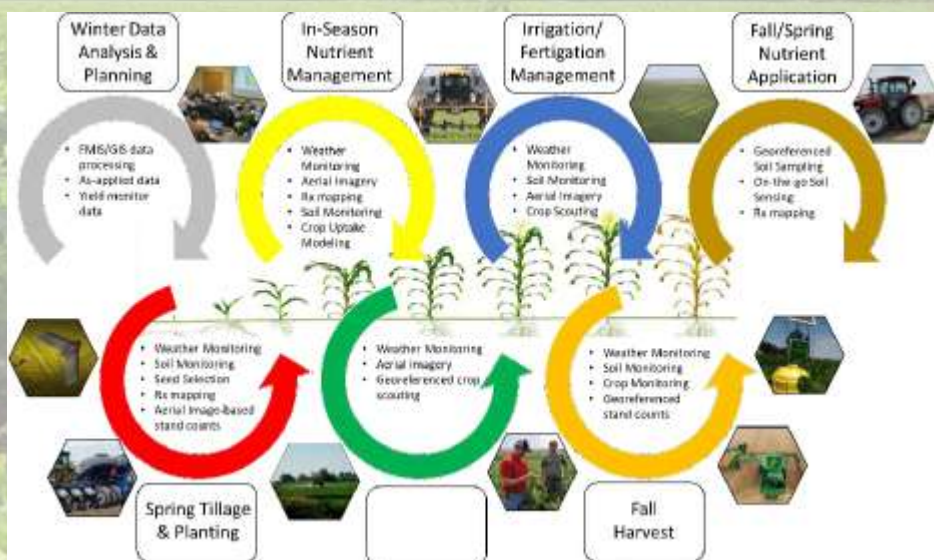 Winter Data
Analysis &
Planning
In-Season
Nutrient
Management
Irrigation/
Fertigation
Management
Fall/Spring
Nutrient
Application
• FMIS/GIS data
processing
• As-applied data
• Yield monitor
data
• Weather
Monitoring
• Aerial Imagery
• Rx mapping
• Soil Monitoring
• Crop Uptake
Modeling
• Weather
Monitoring
• Soil Monitoring
• Aerial Imagery
• Crop Scouting
• Georeferenced
Soil Sampling
• On-the-go Soil
Sensing
• Rx mapping
• Weather Monitoring
• Soil Monitoring
• Seed Selection
• Rx mapping
• Aerial Image-based
stand counts
• Weather Monitoring
• Aerial imagery
• Georeferenced crop
scouting
• Weather Monitoring
• Soil Monitoring
• Crop Monitoring
• Georeferenced
stand counts
Spring Tillage
& Planting
Fall
Harvest